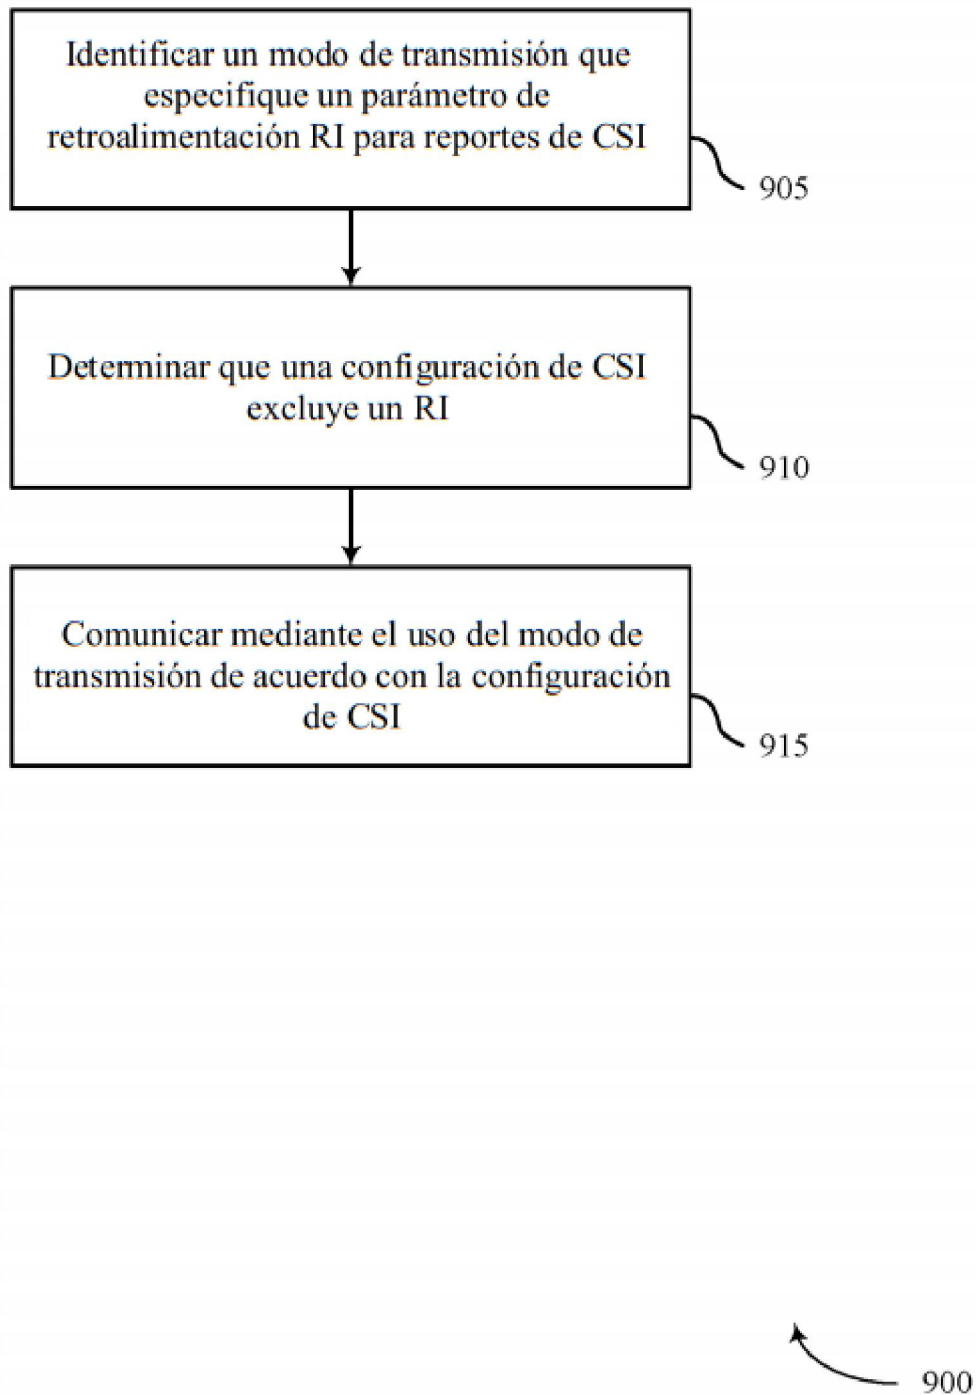 Identificar un modo de transmisión que
especifique un parámetro de
retroalimentación RI para reportes de CSI
905
Determinar que una configuración de CSI
excluye un RI
910
Comunicar mediante el uso del modo de
transmisión de acuerdo con la configuración
de CSI
915
900